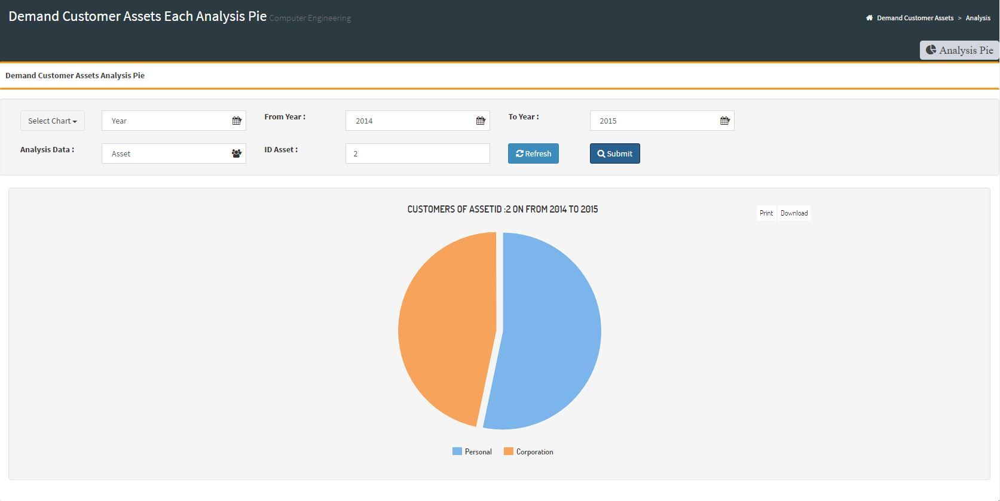 Demand Customer Assets Each Analysis Pie Computer Engineering
Demand Customer Assets > Analysis
Analysis Pie
Demand Customer Assets Analysis Pie
Select Chart Year From Year : 2014 To Year : 2015
Analysis Data : Asset ID Asset : 2 Refresh Submit
CUSTOMERS OF ASSETID :2 ON FROM 2014 TO 2015
Print Download
Personal Corporation